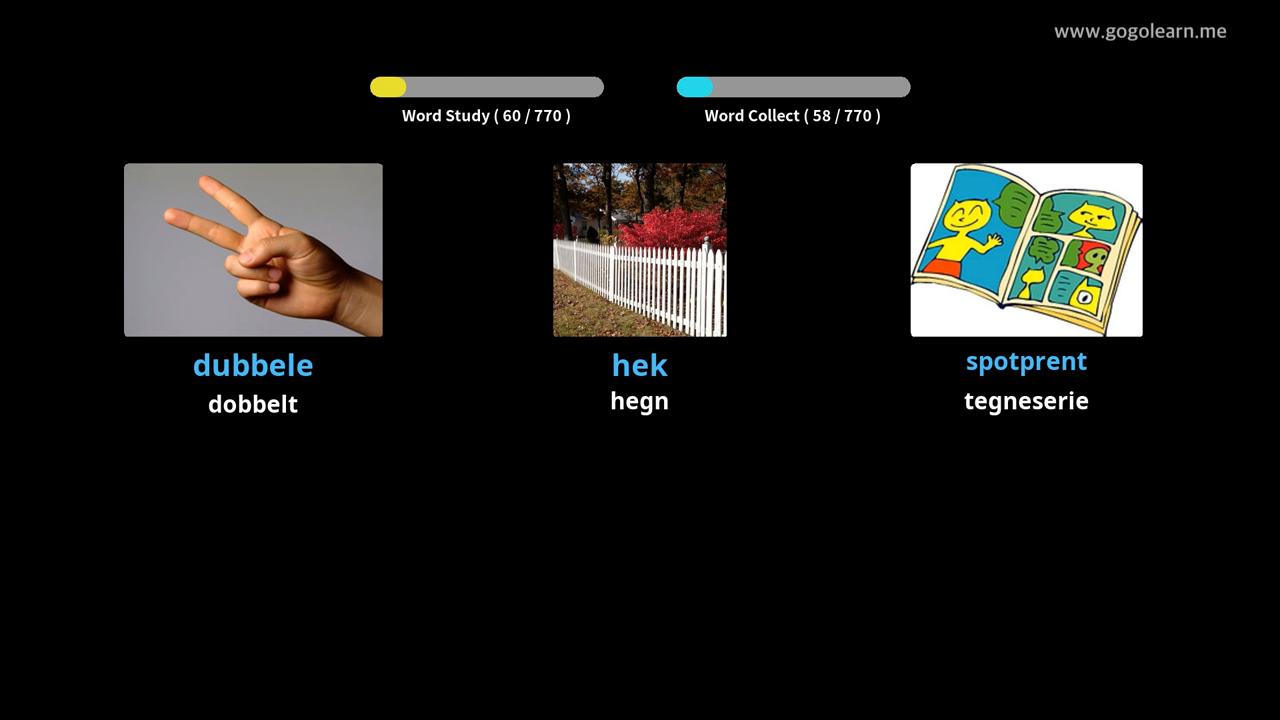 www.gogolearn.me
Word Study ( 60 / 770 )
Word Collect ( 58 / 770 )
dubbele
hek
spotprent
dobbelt
hegn
tegneserie